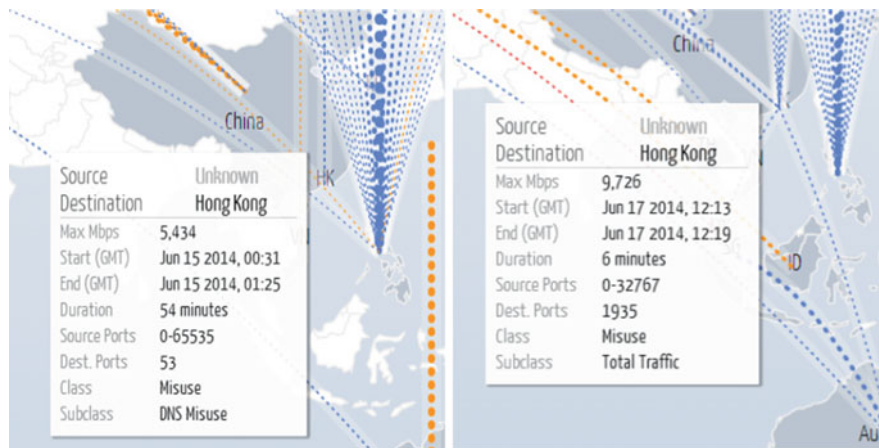 China
HK
Source Unknown
Destination Hong Kong
Max Mbps 5,434
Start (GMT) Jun 15 2014, 00:31
End (GMT) Jun 15 2014, 01:25
Duration 54 minutes
Source Ports 0-65535
Dest. Ports 53
Class Misuse
Subclass DNS Misuse
China
Source Unknown
Destination Hong Kong
Max Mbps 9,726
Start (GMT) Jun 17 2014, 12:13
End (GMT) Jun 17 2014, 12:19
Duration 6 minutes
Source Ports 0-32767
Dest. Ports 1935
Class Misuse
Subclass Total Traffic
ID
Au